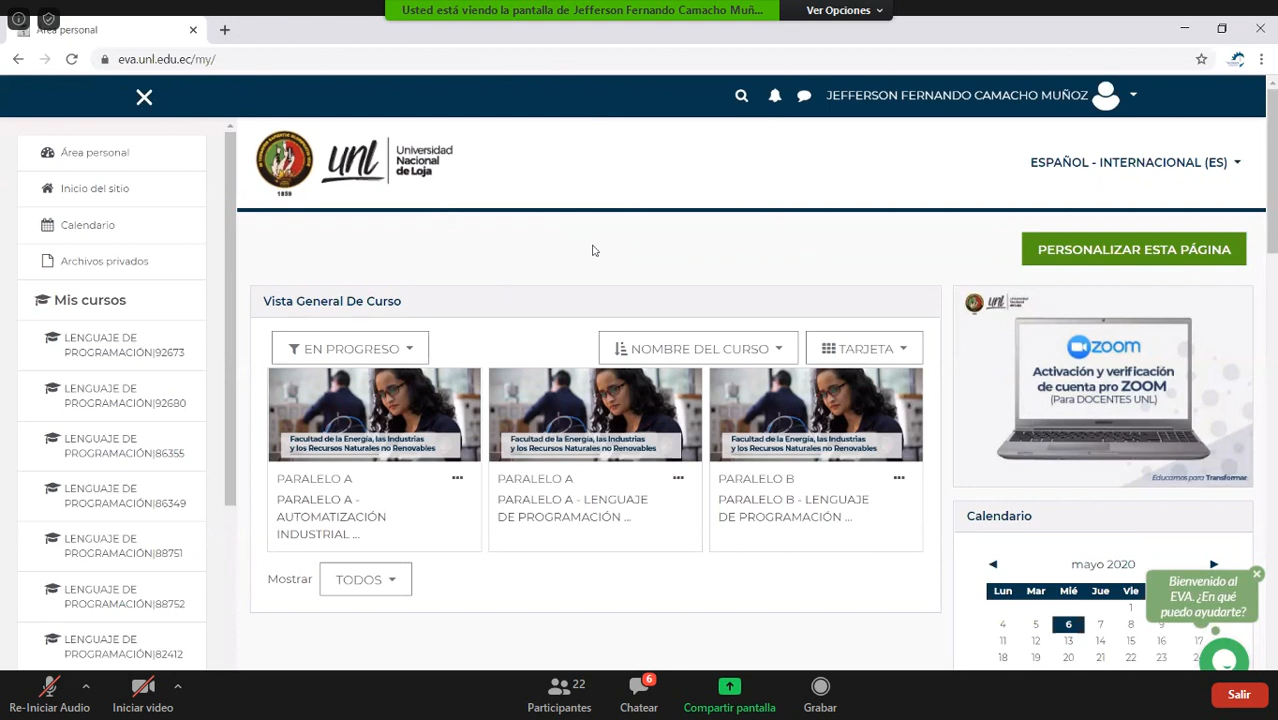 Usted está viendo la pantalla de Jefferson Fernando Camacho Muñ...
Ver Opciones
Área personal
eva.unl.edu.ec/my/
JEFFERSON FERNANDO CAMACHO MUÑOZ
Área personal
Inicio del sitio
Calendario
Archivos privados
Mis cursos
LENGUAJE DE
PROGRAMACIÓN|92673
LENGUAJE DE
PROGRAMACIÓN|92680
LENGUAJE DE
PROGRAMACIÓN|86355
LENGUAJE DE
PROGRAMACIÓN|86349
LENGUAJE DE
PROGRAMACIÓN|88751
LENGUAJE DE
PROGRAMACIÓN|88752
LENGUAJE DE
PROGRAMACIÓN|82412
1859
unl
Universidad
Nacional
de Loja
ESPAÑOL - INTERNACIONAL (ES)
PERSONALIZAR ESTA PÁGINA
Vista General De Curso
EN PROGRESO
NOMBRE DEL CURSO
TARJETA
Facultad de la Energía, las Industrias
y los Recursos Naturales no Renovables
PARALELO A
PARALELO A -
AUTOMATIZACIÓN
INDUSTRIAL ...
Facultad de la Energía, las Industrias
y los Recursos Naturales no Renovables
PARALELO A
PARALELO A - LENGUAJE
DE PROGRAMACIÓN ...
Facultad de la Energía, las Industrias
y los Recursos Naturales no Renovables
PARALELO B
PARALELO B - LENGUAJE
DE PROGRAMACIÓN ...
Mostrar
TODOS
unl
zoom
Activación y verificación
de cuenta pro ZOOM
(Para DOCENTES UNL)
Educamos para Transformar
Calendario
mayo 2020
Lun Mar Mié Jue Vie
1
4 5 6 7 8 9
11 12 13 14 15 16 17
18 19 20 21 22 23 24
Bienvenido al
EVA. ¿En qué
puedo ayudarte?
Re-Iniciar Audio
Iniciar video
22
Participantes
6
Chatear
Compartir pantalla
Grabar
Salir